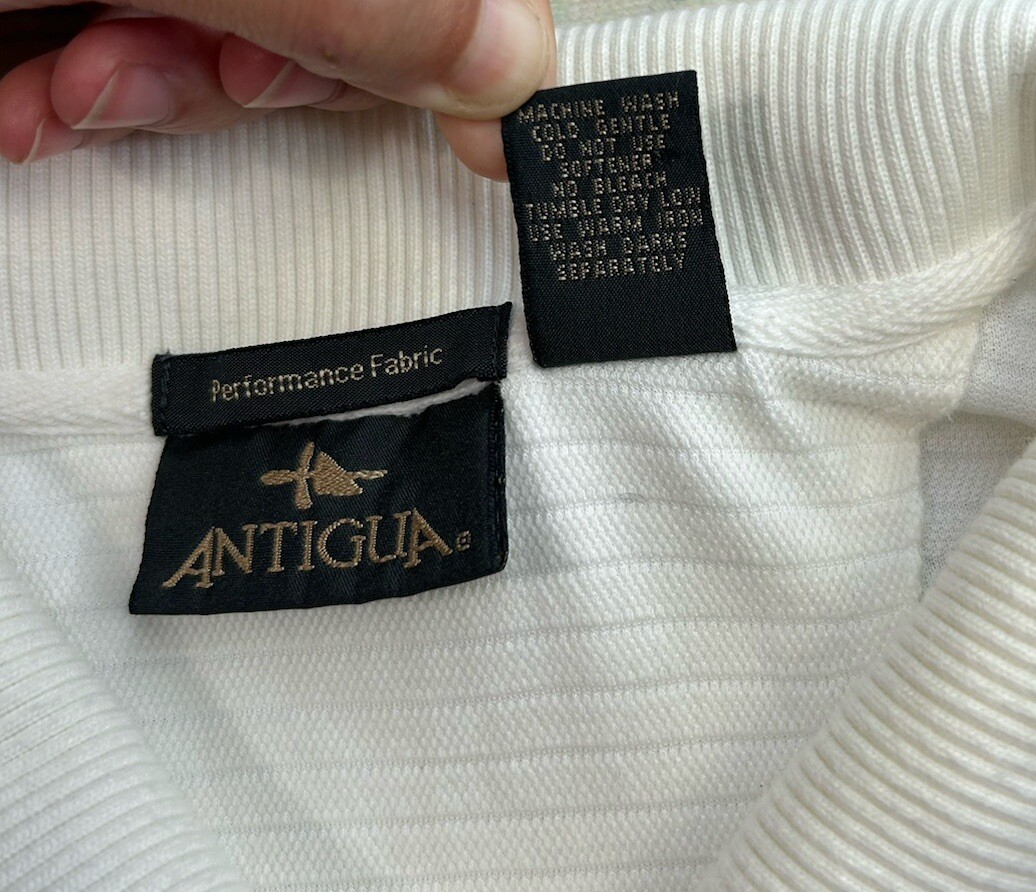 MACHINE WASH
COLD GENTLE
DO NOT USE
SOFTENER
NO BLEACH
TUMBLE DRY LOW
USE WARM IRON
WASH DARKS
SEPARATELY
Performance Fabric
ANTIGUA®